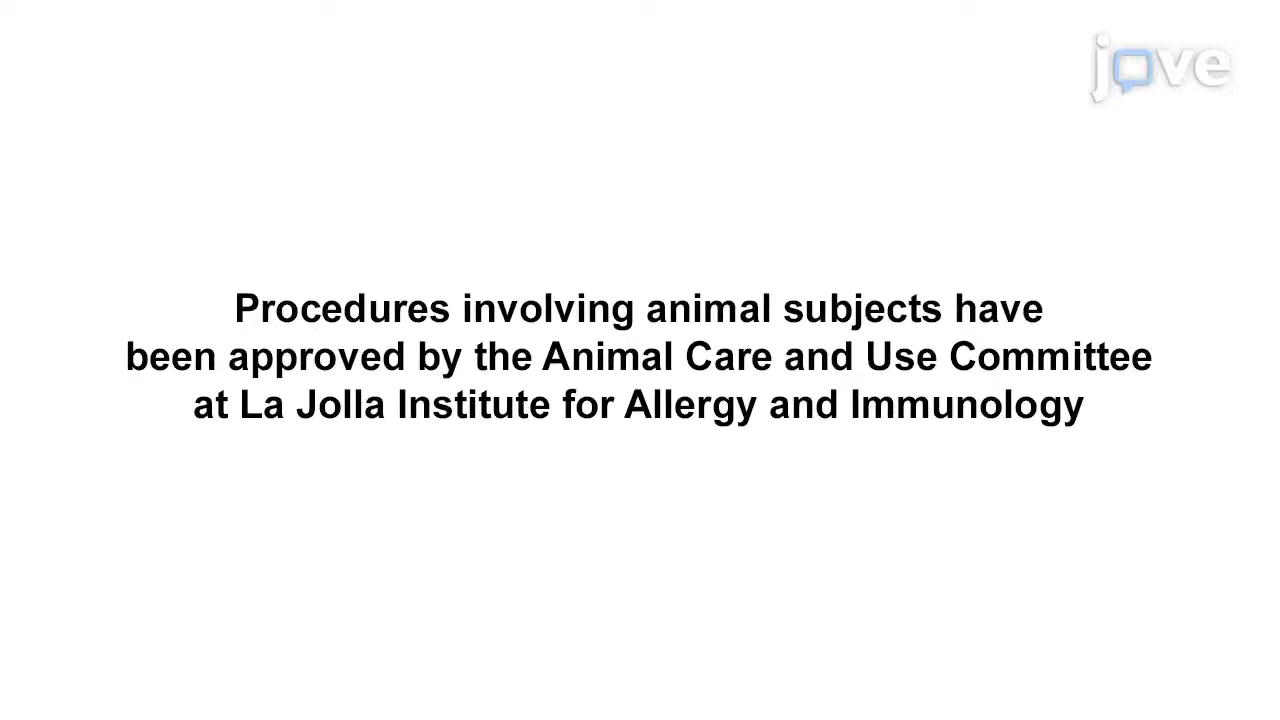 jove
Procedures involving animal subjects have
been approved by the Animal Care and Use Committee
at La Jolla Institute for Allergy and Immunology